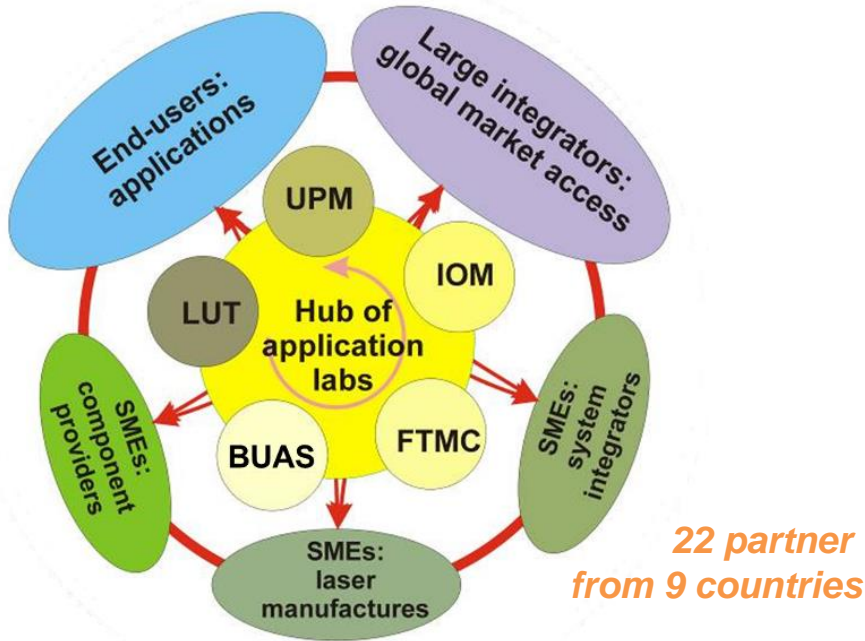 End-users:
applications
Large integrators:
global market access
UPM
IOM
LUT
Hub of
application
labs
BUAS
FTMC
SMEs:
component
providers
SMEs:
system
integrators
SMEs:
laser
manufactures
22 partner
from 9 countries